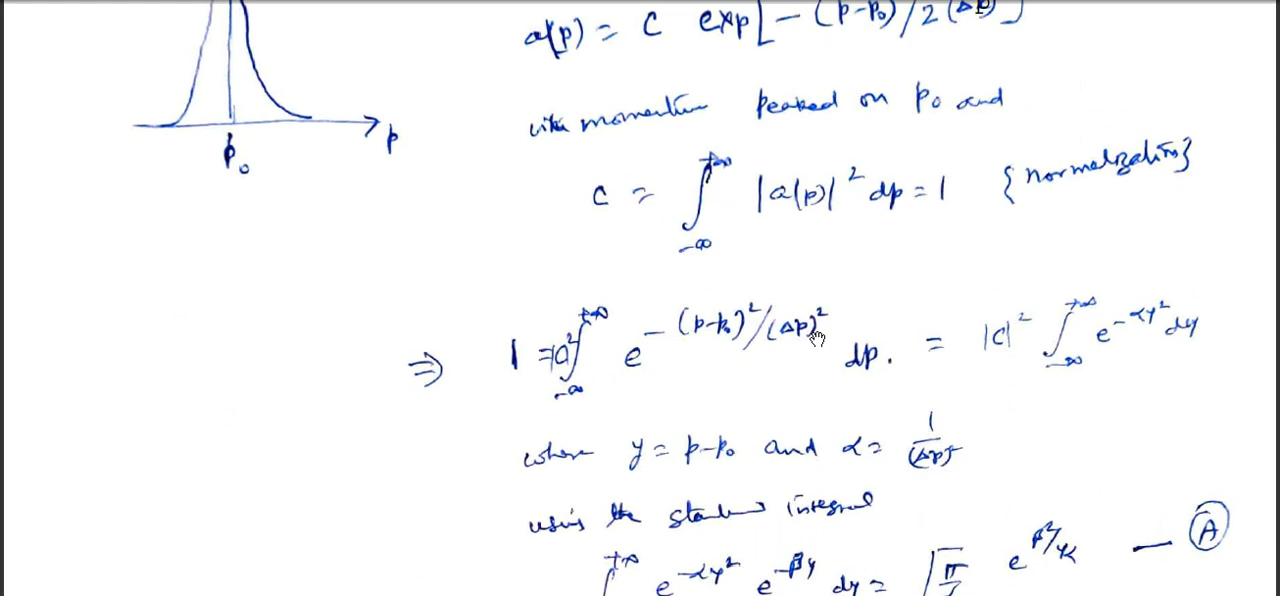 a(p) = C exp[-(p-p₀)/2(Δp)]
with momentum peaked on p₀ and
p
p₀
C = ∫_{-∞}^{+∞} |a(p)|² dp = 1 {normalization}
⇒ 1 = |C|² ∫_{-∞}^{+∞} e^{-(p-p₀)²/(Δp)²} dp. = |C|² ∫_{-∞}^{+∞} e^{-αy²} dy
where y = p-p₀ and α = 1/(Δp)²
using the standard integral
∫^{+∞} e^{-αy²} e^{-βy} dy = √π e^{β²/4α} — Ⓐ